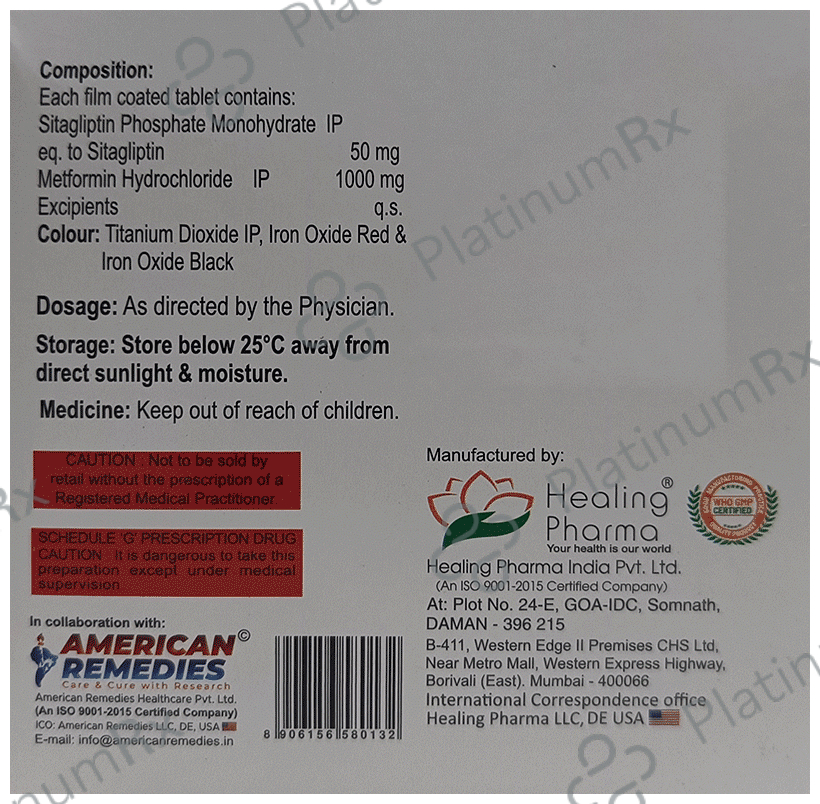 Composition:
Each film coated tablet contains:
Sitagliptin Phosphate Monohydrate IP
eq. to Sitagliptin 50 mg
Metformin Hydrochloride IP 1000 mg
Excipients q.s.
Colour: Titanium Dioxide IP, Iron Oxide Red &
Iron Oxide Black
Dosage: As directed by the Physician.
Storage: Store below 25°C away from
direct sunlight & moisture.
Medicine: Keep out of reach of children.
CAUTION : Not to be sold by
retail without the prescription of a
Registered Medical Practitioner.
SCHEDULE 'G' PRESCRIPTION DRUG
CAUTION : It is dangerous to take this
preparation except under medical
supervision
In collaboration with:
AMERICAN©
REMEDIES
Care & Cure with Research
American Remedies Healthcare Pvt. Ltd.
(An ISO 9001-2015 Certified Company)
ICO: American Remedies LLC, DE, USA
E-mail: info@americanremedies.in
8 906156 580132
Manufactured by:
Healing®
Pharma
Your health is our world
GOOD MANUFACTURING PRACTICE
WHO GMP
CERTIFIED
QUALITY PRODUCT
Healing Pharma India Pvt. Ltd.
(An ISO 9001-2015 Certified Company)
At: Plot No. 24-E, GOA-IDC, Somnath,
DAMAN - 396 215
B-411, Western Edge II Premises CHS Ltd,
Near Metro Mall, Western Express Highway,
Borivali (East). Mumbai - 400066
International Correspondence office
Healing Pharma LLC, DE USA
PlatinumRx
PlatinumRx
PlatinumRx